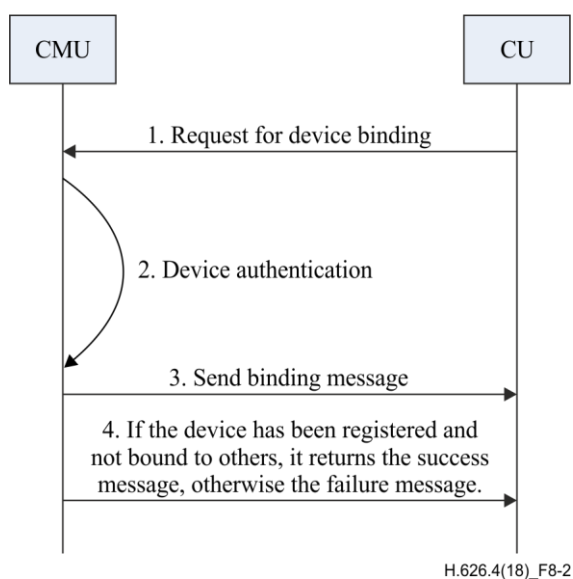 CMU
CU
1. Request for device binding
2. Device authentication
3. Send binding message
4. If the device has been registered and
not bound to others, it returns the success
message, otherwise the failure message.
H.626.4(18)_F8-2